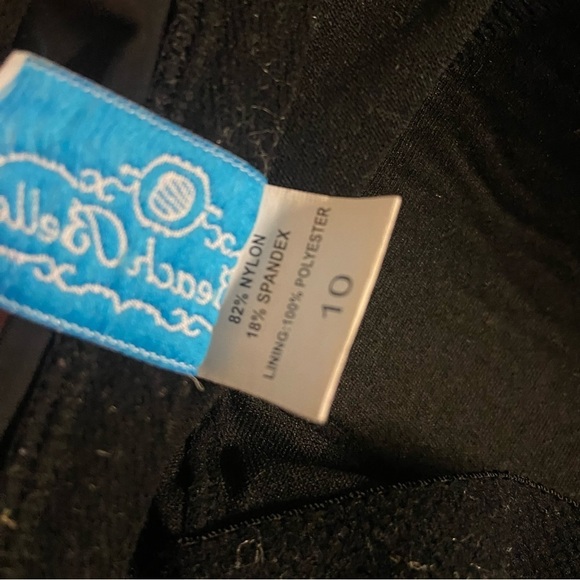 Beach Bella
82% NYLON
18% SPANDEX
LINING:100% POLYESTER
10